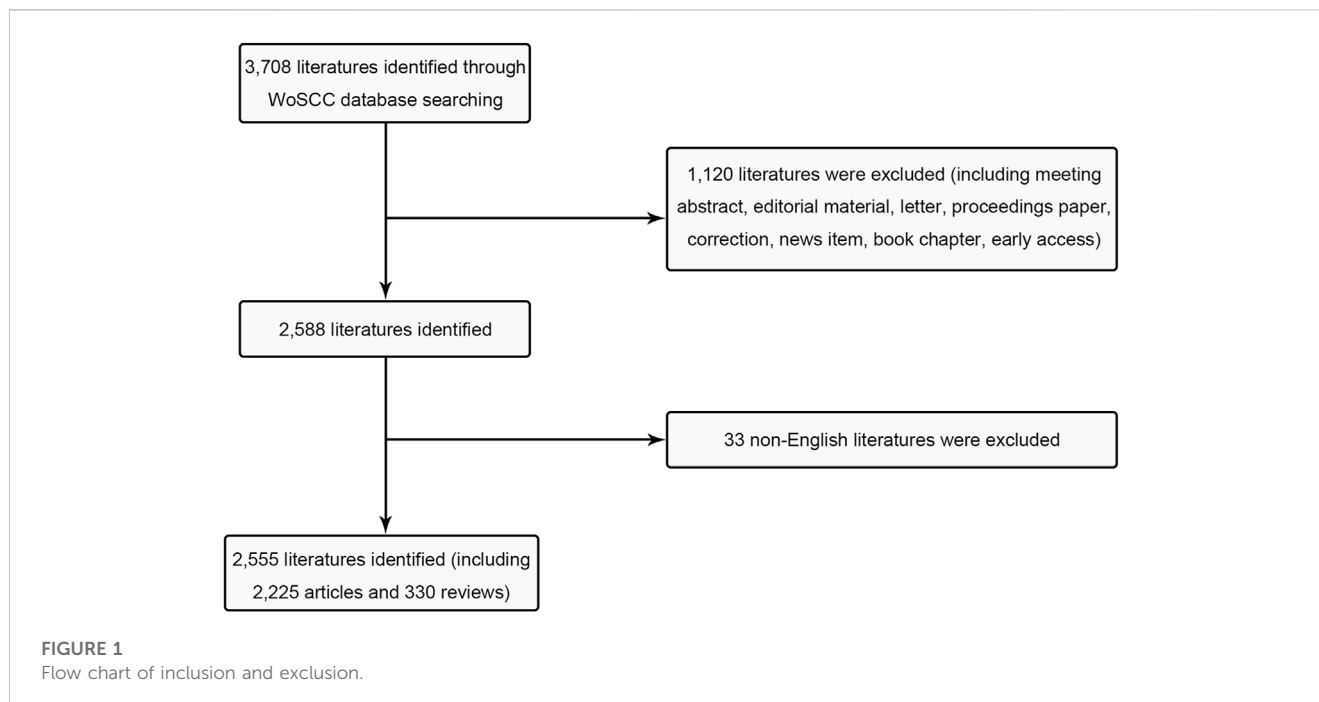 3,708 literatures identified through
WoSCC database searching
1,120 literatures were excluded (including meeting
abstract, editorial material, letter, proceedings paper,
correction, news item, book chapter, early access)
2,588 literatures identified
33 non-English literatures were excluded
2,555 literatures identified (including
2,225 articles and 330 reviews)
FIGURE 1
Flow chart of inclusion and exclusion.